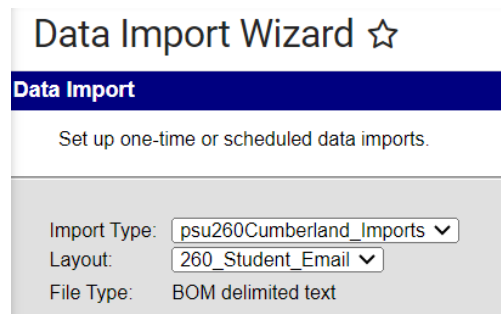 Data Import Wizard ☆
Data Import
Set up one-time or scheduled data imports.
Import Type: psu260Cumberland_Imports
Layout: 260_Student_Email
File Type: BOM delimited text